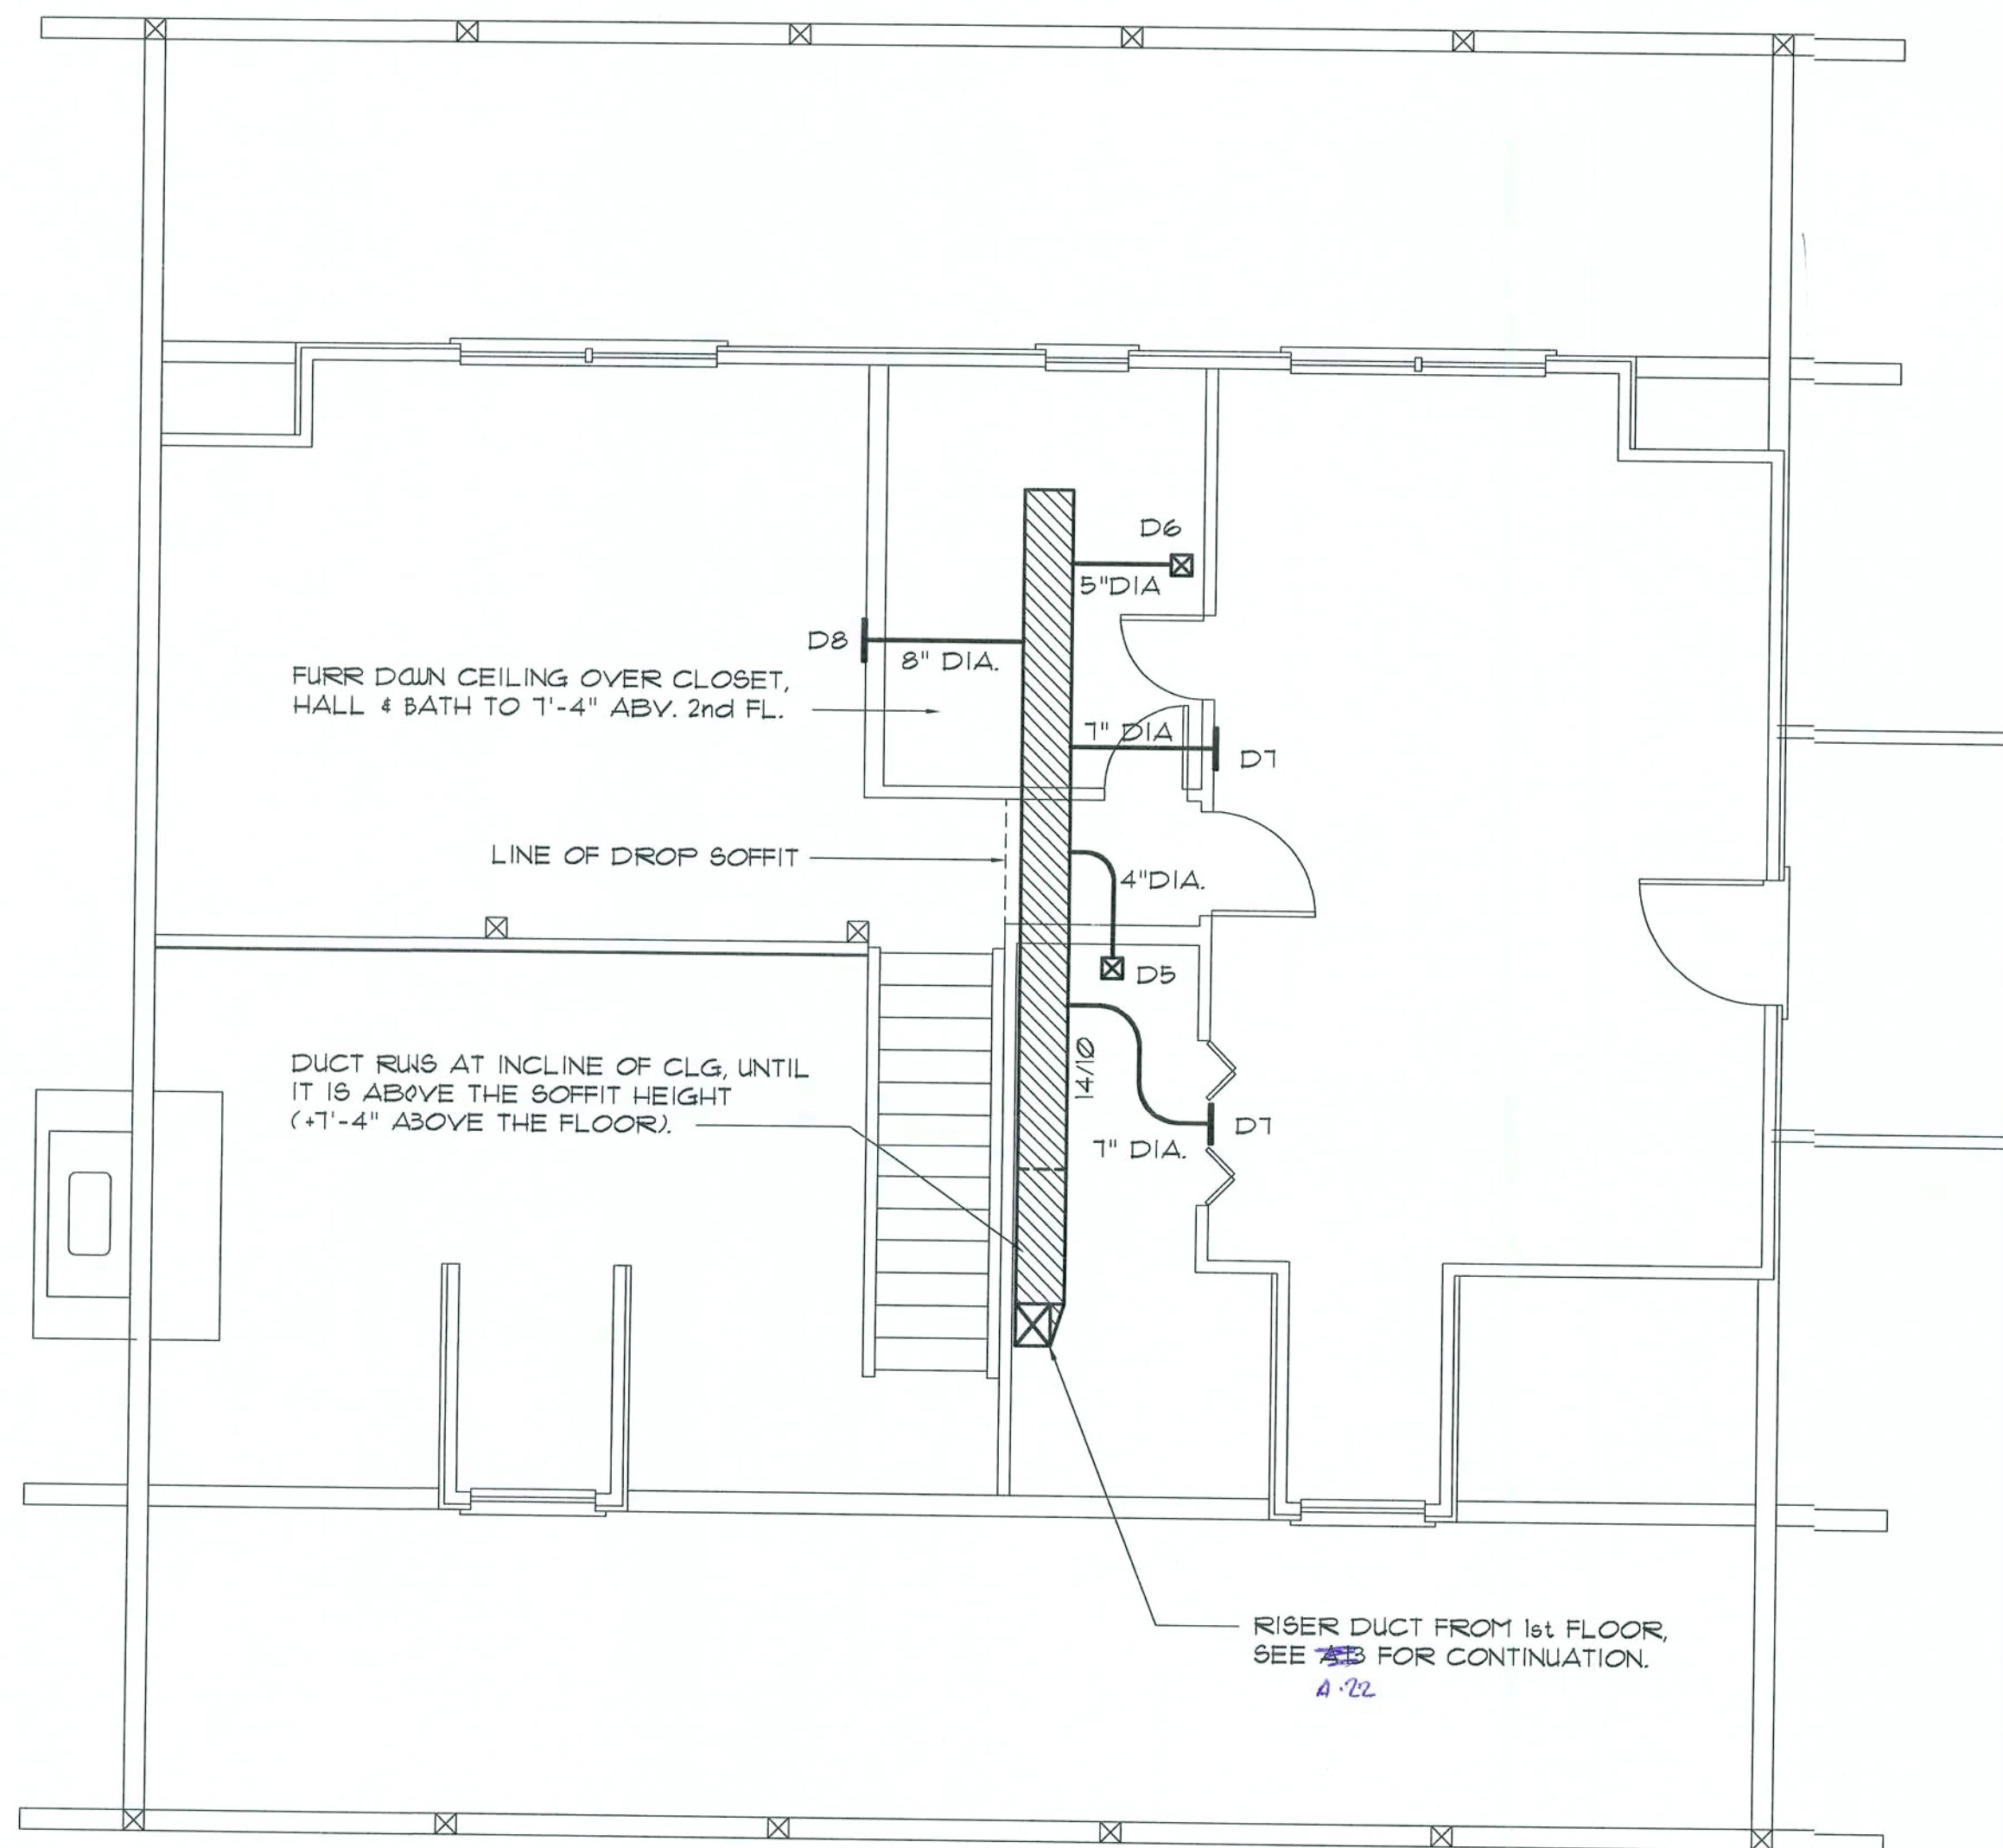 D6
5"DIA
D8
8" DIA.
FURR DOWN CEILING OVER CLOSET,
HALL & BATH TO 7'-4" ABV. 2nd FL.
7" DIA
D7
LINE OF DROP SOFFIT
4"DIA.
D5
14/10
DUCT RUNS AT INCLINE OF CLG, UNTIL
IT IS ABOVE THE SOFFIT HEIGHT
(+7'-4" ABOVE THE FLOOR).
D7
7" DIA.
RISER DUCT FROM 1st FLOOR,
SEE A13 FOR CONTINUATION.
A.22